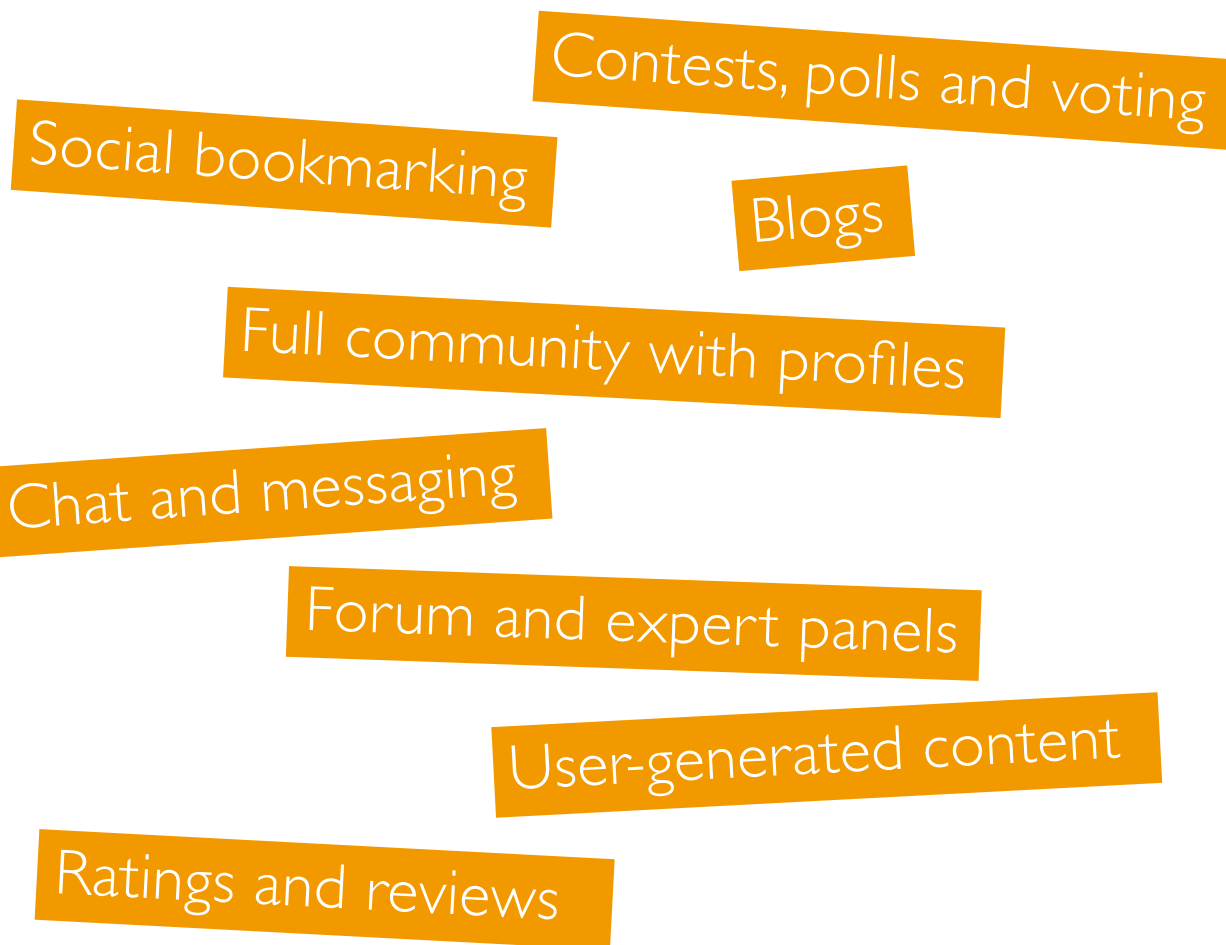 Contests, polls and voting
Social bookmarking
Blogs
Full community with profiles
Chat and messaging
Forum and expert panels
User-generated content
Ratings and reviews